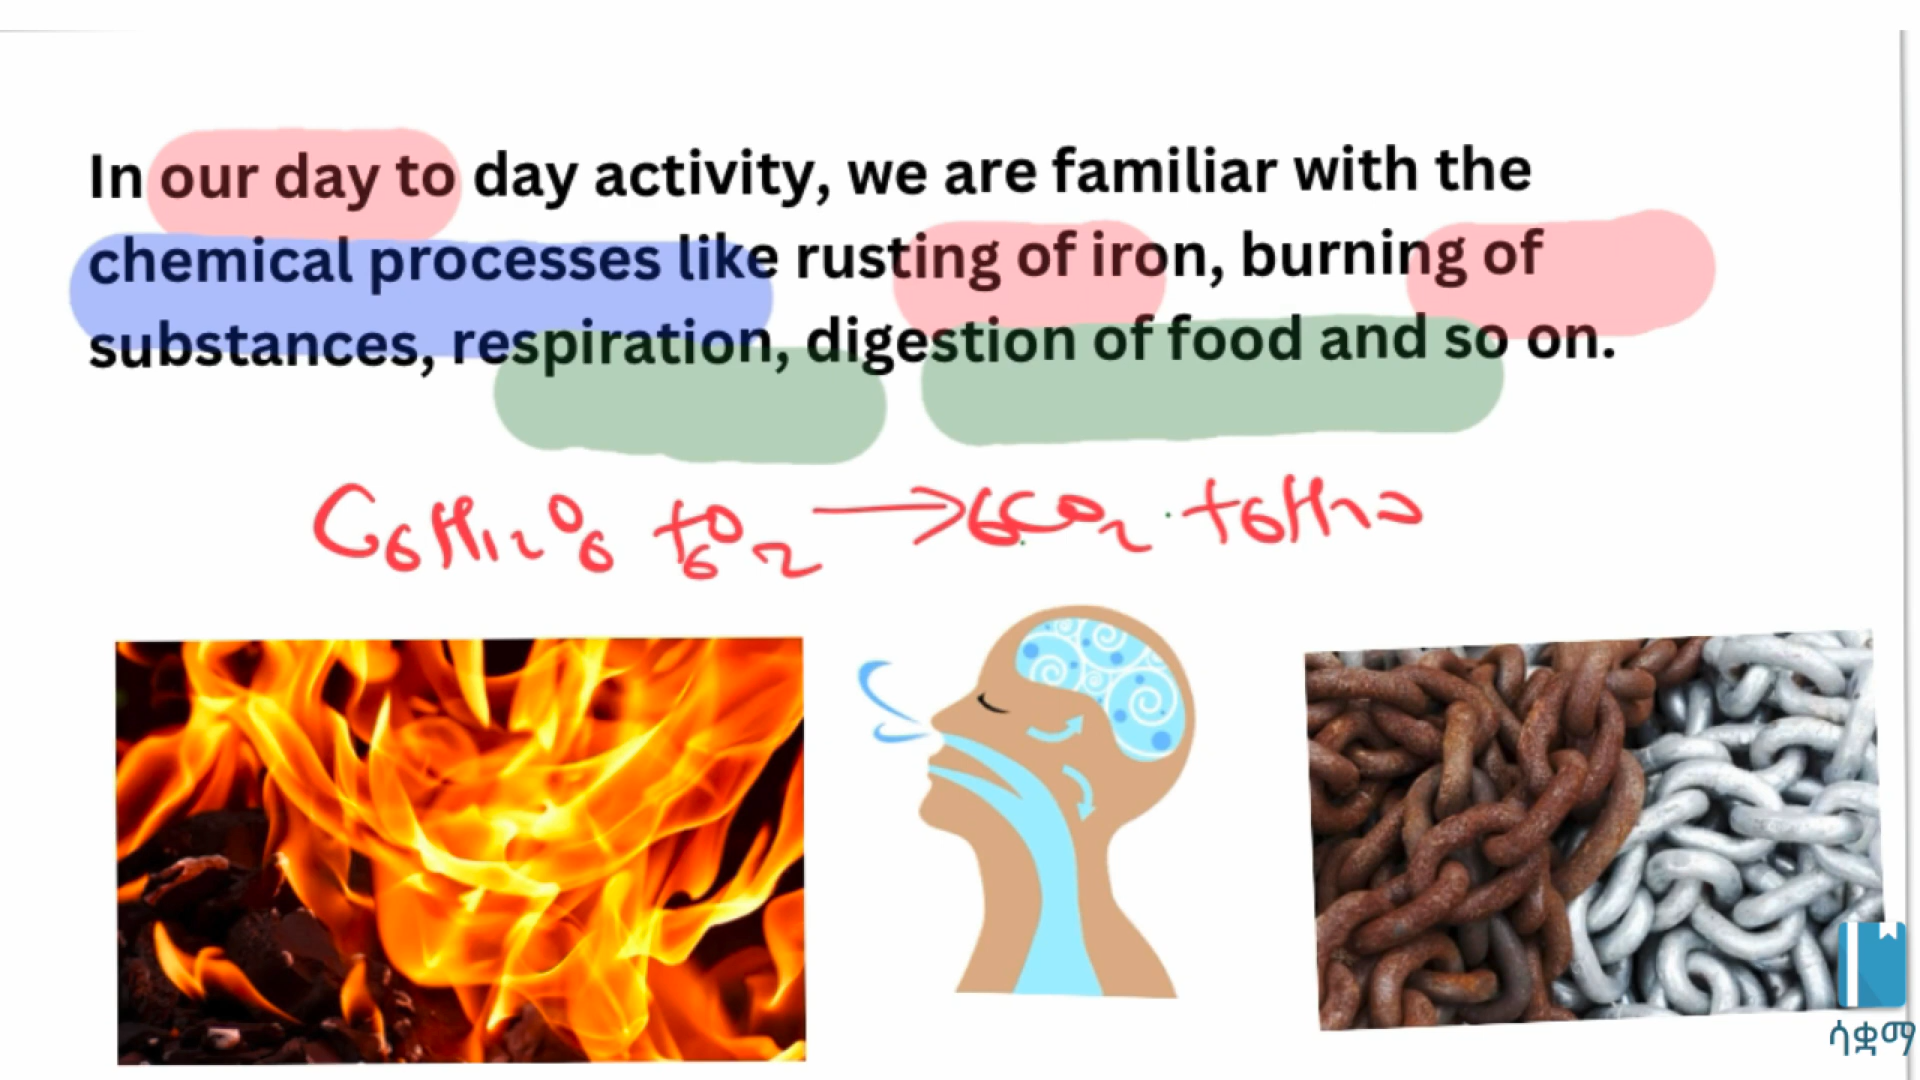 In our day to day activity, we are familiar with the
chemical processes like rusting of iron, burning of
substances, respiration, digestion of food and so on.
C6H12O6 + 6O2 → 6CO2 + 6H2O
ሳቋማ